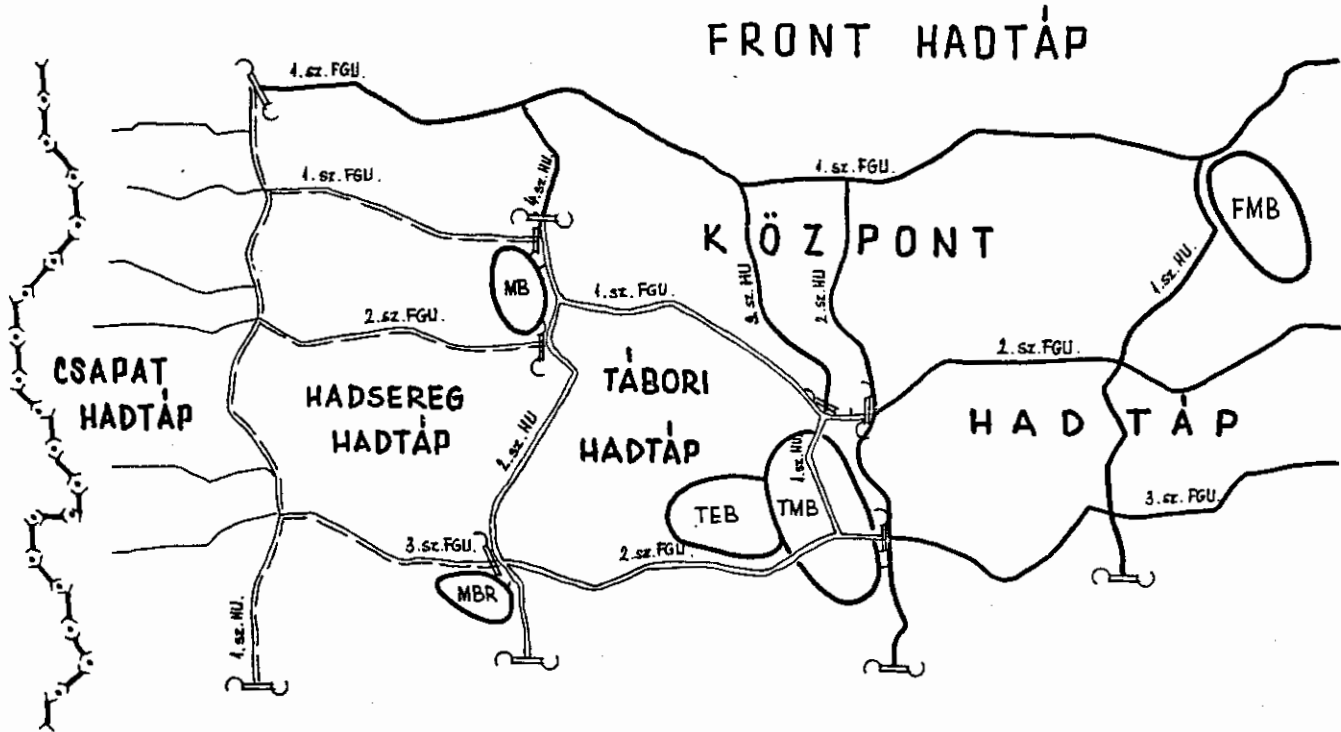 FRONT HADTÁP
1. sz. FGU.
1. sz. FGU.
4. sz. HU.
1. sz. FGU.
KÖZPONT
FMB
MB
1. sz. FGU.
3. sz. HU
2. sz. HU
1. sz. HU.
2. sz. FGU.
2. sz. FGU.
CSAPAT
HADTÁP
HADSEREG
HADTÁP
TÁBORI
HADTÁP
HADTÁP
2. sz. HU
1. sz. HU.
TEB
TMB
3. sz. FGU.
3. sz. FGU.
2. sz. FGU.
MBR
1. sz. HU.